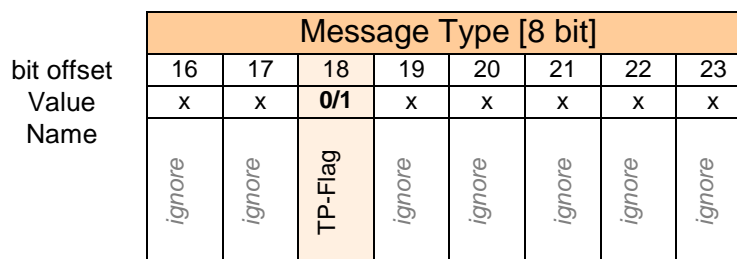 Message Type [8 bit]
bit offset 16 17 18 19 20 21 22 23
Value x x 0/1 x x x x x
Name ignore ignore TP-Flag ignore ignore ignore ignore ignore